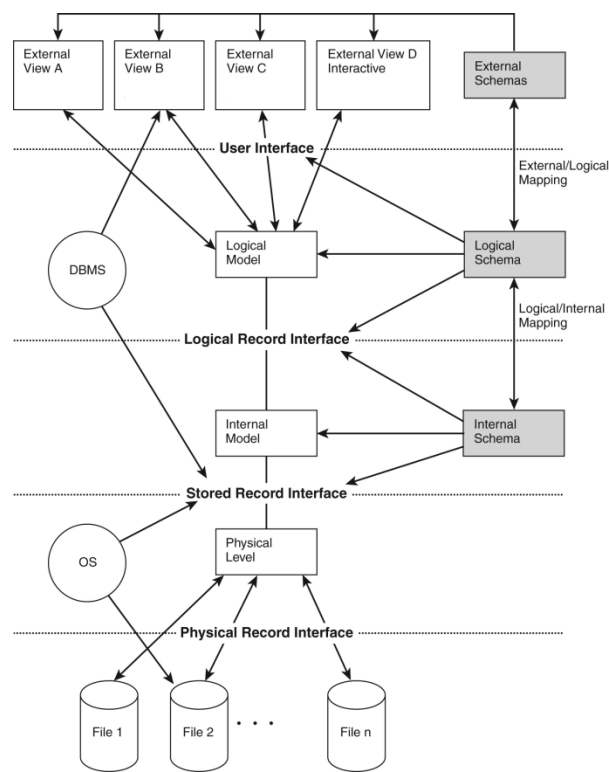 External
View A
External
View B
External
View C
External View D
Interactive
External
Schemas
User Interface
External/Logical
Mapping
Logical
Model
Logical
Schema
DBMS
Logical/Internal
Mapping
Logical Record Interface
Internal
Model
Internal
Schema
Stored Record Interface
OS
Physical
Level
Physical Record Interface
File 1
File 2
. . .
File n